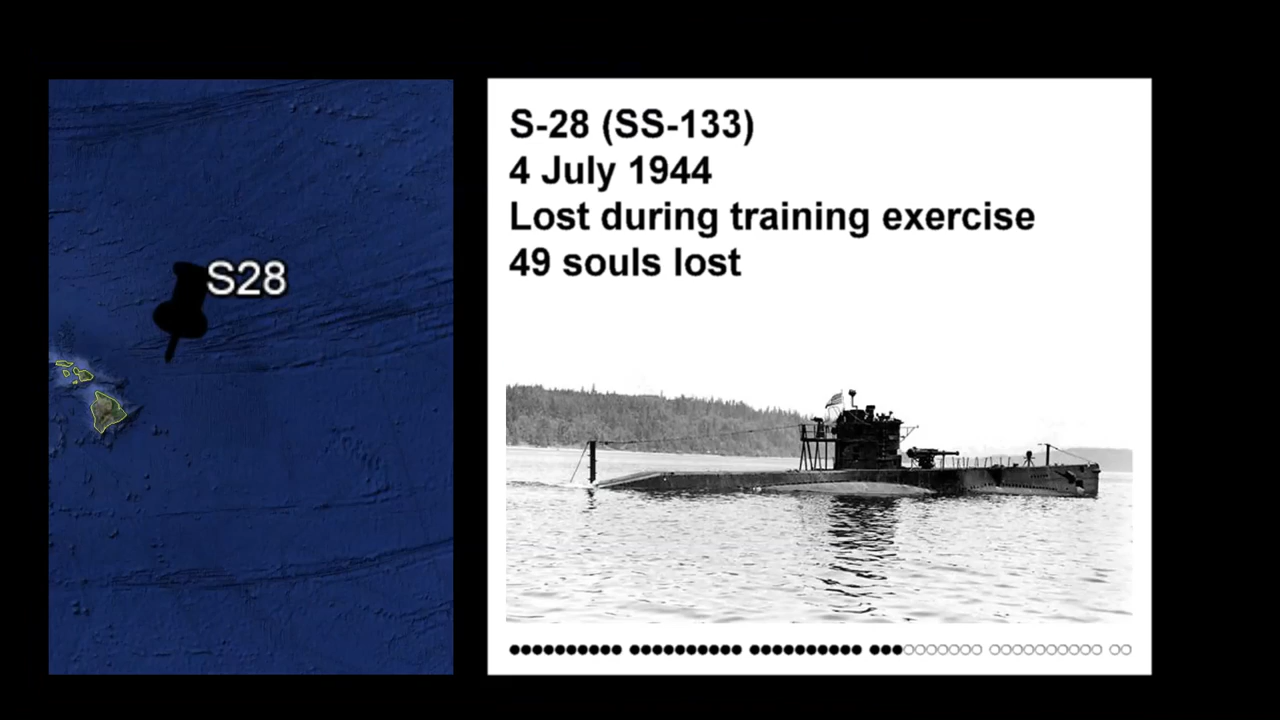 S28
S-28 (SS-133)
4 July 1944
Lost during training exercise
49 souls lost